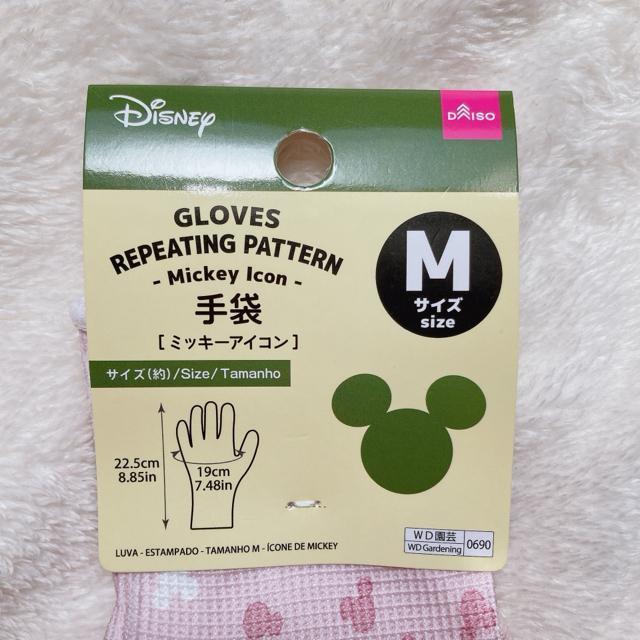 Disney
DAISO
GLOVES
REPEATING PATTERN
- Mickey Icon -
手袋
[ミッキーアイコン]
M
サイズ
size
サイズ(約)/Size/Tamanho
22.5cm
8.85in
19cm
7.48in
LUVA - ESTAMPADO - TAMANHO M - ÍCONE DE MICKEY
WD園芸
WD Gardening
0690